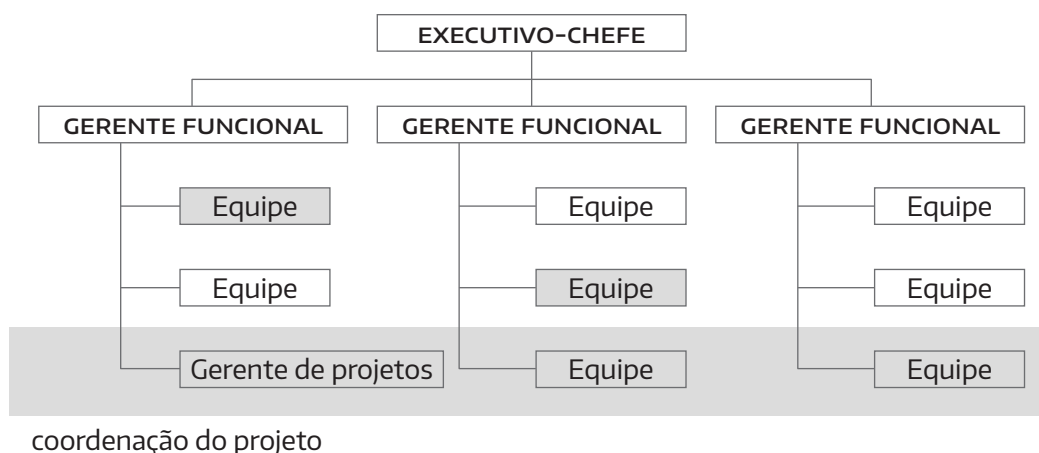 EXECUTIVO-CHEFE
GERENTE FUNCIONAL GERENTE FUNCIONAL GERENTE FUNCIONAL
Equipe Equipe Equipe
Equipe Equipe Equipe
Gerente de projetos Equipe Equipe
coordenação do projeto